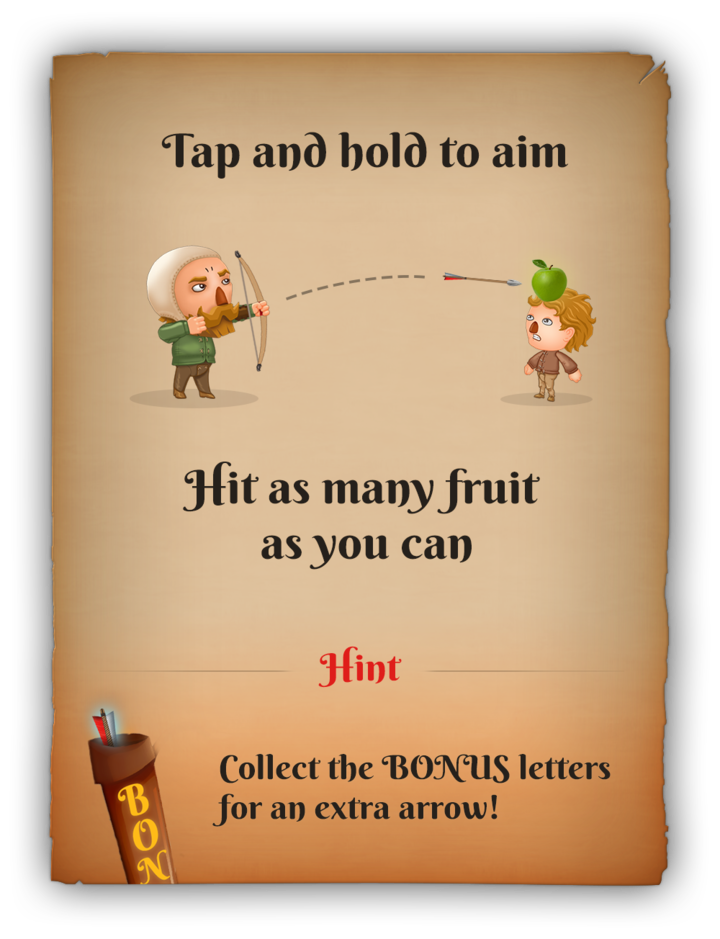 Tap and hold to aim
Hit as many fruit
as you can
Hint
Collect the BONUS letters
for an extra arrow!
B
O
N